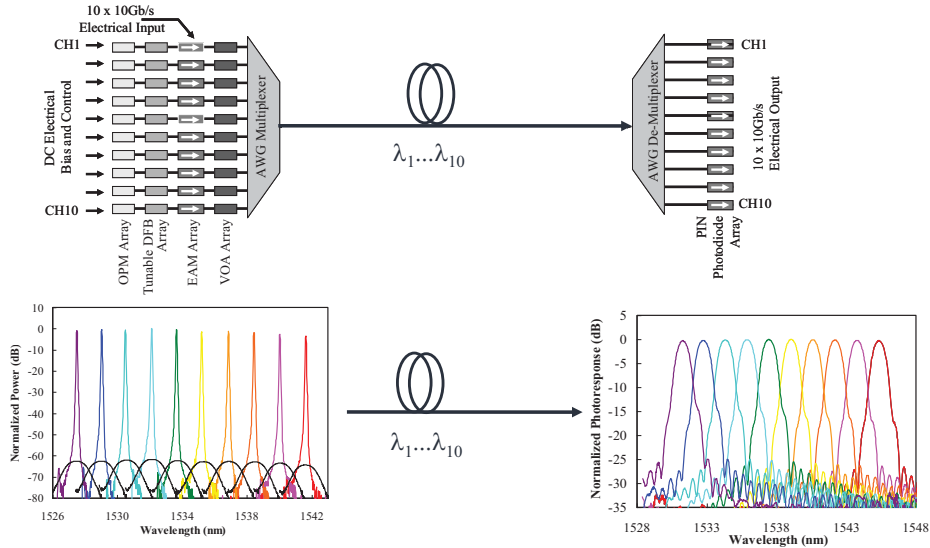 10 x 10Gb/s
Electrical Input
CH1
DC Electrical
Bias and Control
CH10
OPM Array
Tunable DFB
Array
EAM Array
VOA Array
AWG Multiplexer
λ1...λ10
AWG De-Multiplexer
CH1
10 x 10Gb/s
Electrical Output
CH10
PIN
Photodiode
Array
10
0
-10
-20
-30
-40
-50
-60
-70
-80
Normalized Power (dB)
1526
1530
1534
1538
1542
Wavelength (nm)
λ1...λ10
5
0
-5
-10
-15
-20
-25
-30
-35
Normalized Photoresponse (dB)
1528
1533
1538
1543
1548
Wavelength (nm)